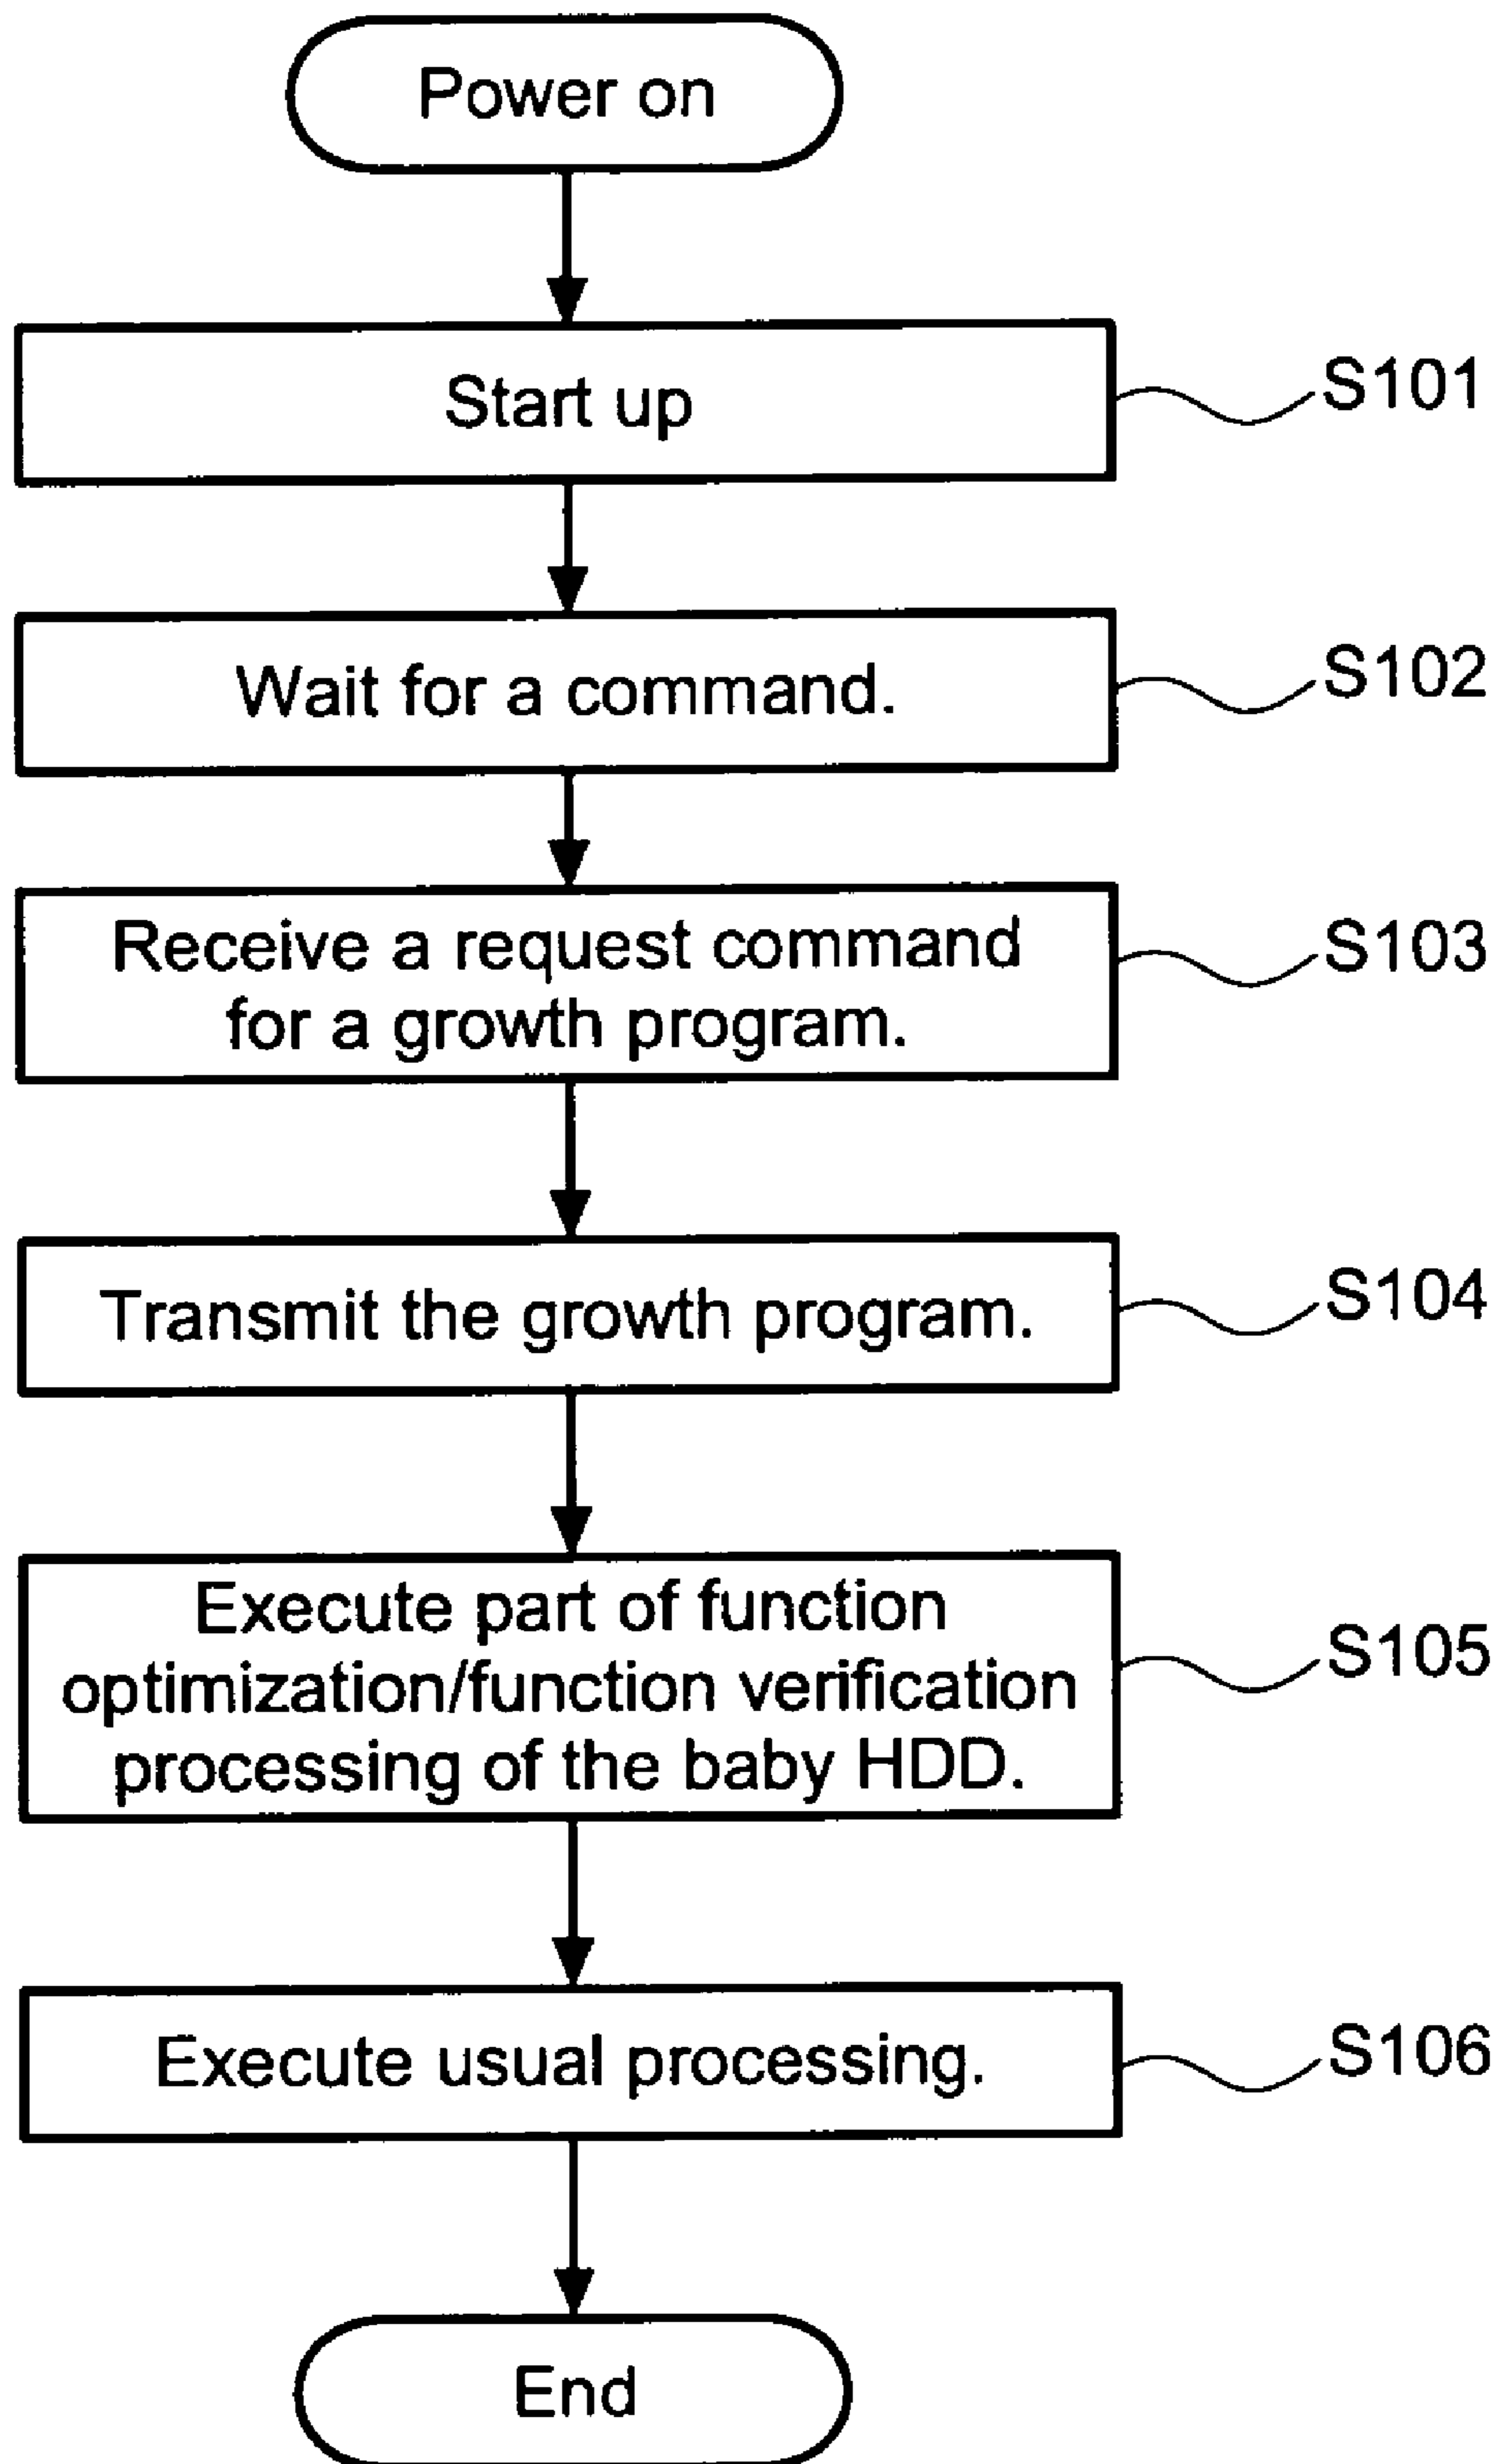 Power on
Start up
S101
Wait for a command.
S102
Receive a request command
for a growth program.
S103
Transmit the growth program.
S104
Execute part of function
optimization/function verification
processing of the baby HDD.
S105
Execute usual processing.
S106
End